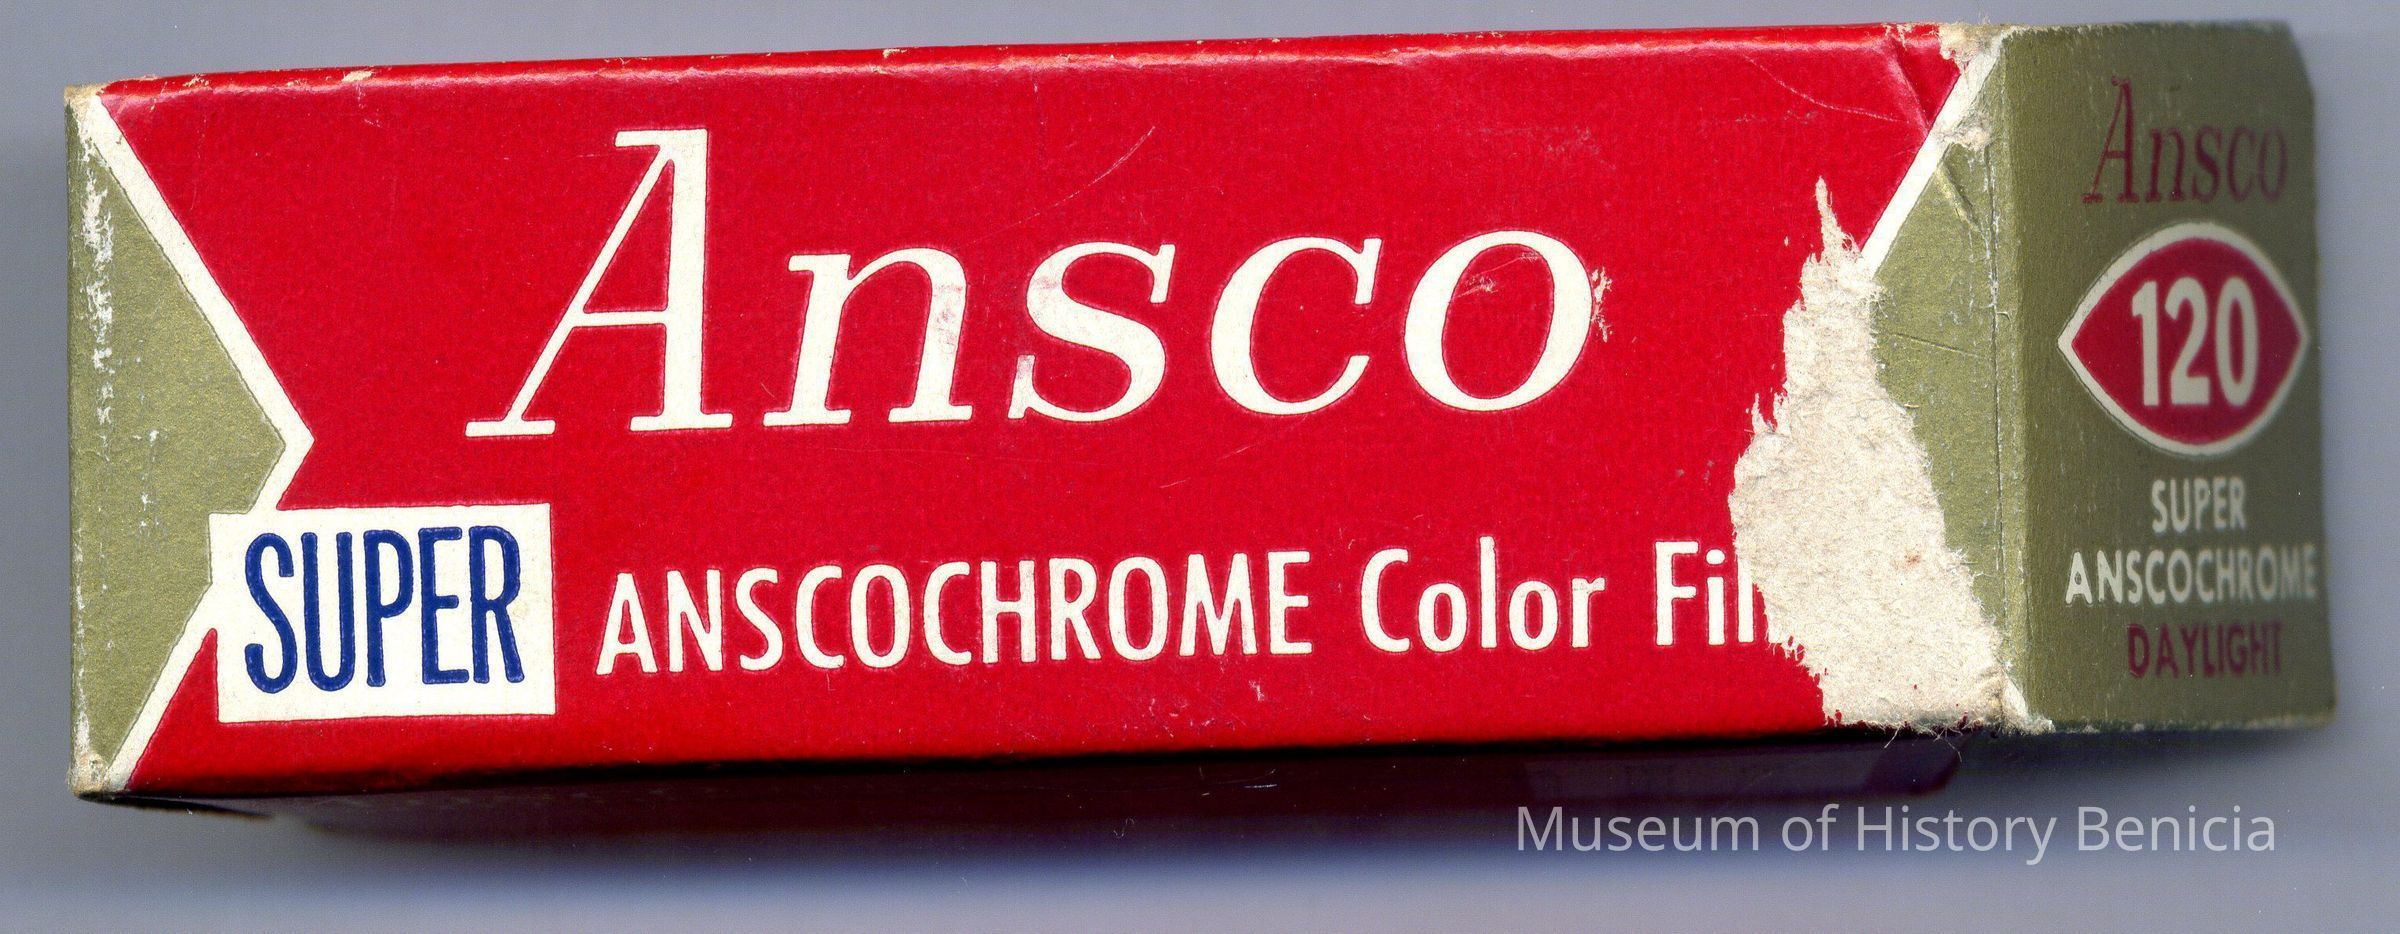 Ansco
SUPER ANSCOCHROME Color Fil
Ansco
120
SUPER
ANSCOCHROME
DAYLIGHT
Museum of History Benicia